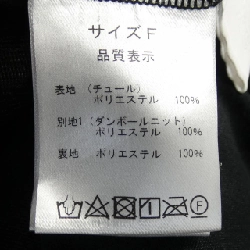 サイズF
品質表示
表地 (チュール)
ポリエステル 100%
別地1 (ダンボールニット)
ポリエステル 100%
裏地 ポリエステル 100%